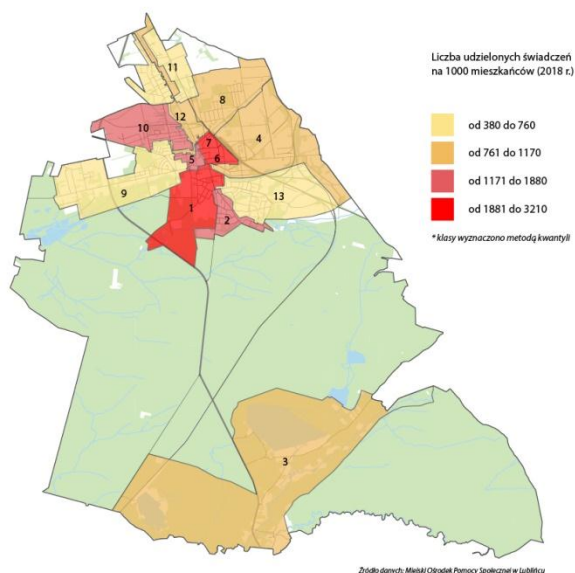 Liczba udzielonych świadczeń
na 1000 mieszkańców (2018 r.)
od 380 do 760
od 761 do 1170
od 1171 do 1880
od 1881 do 3210
* klasy wyznaczono metodą kwantyli
11
8
12
10
7
4
5
6
9
13
1
2
3
Źródło danych: Miejski Ośrodek Pomocy Społecznej w Lublińcu